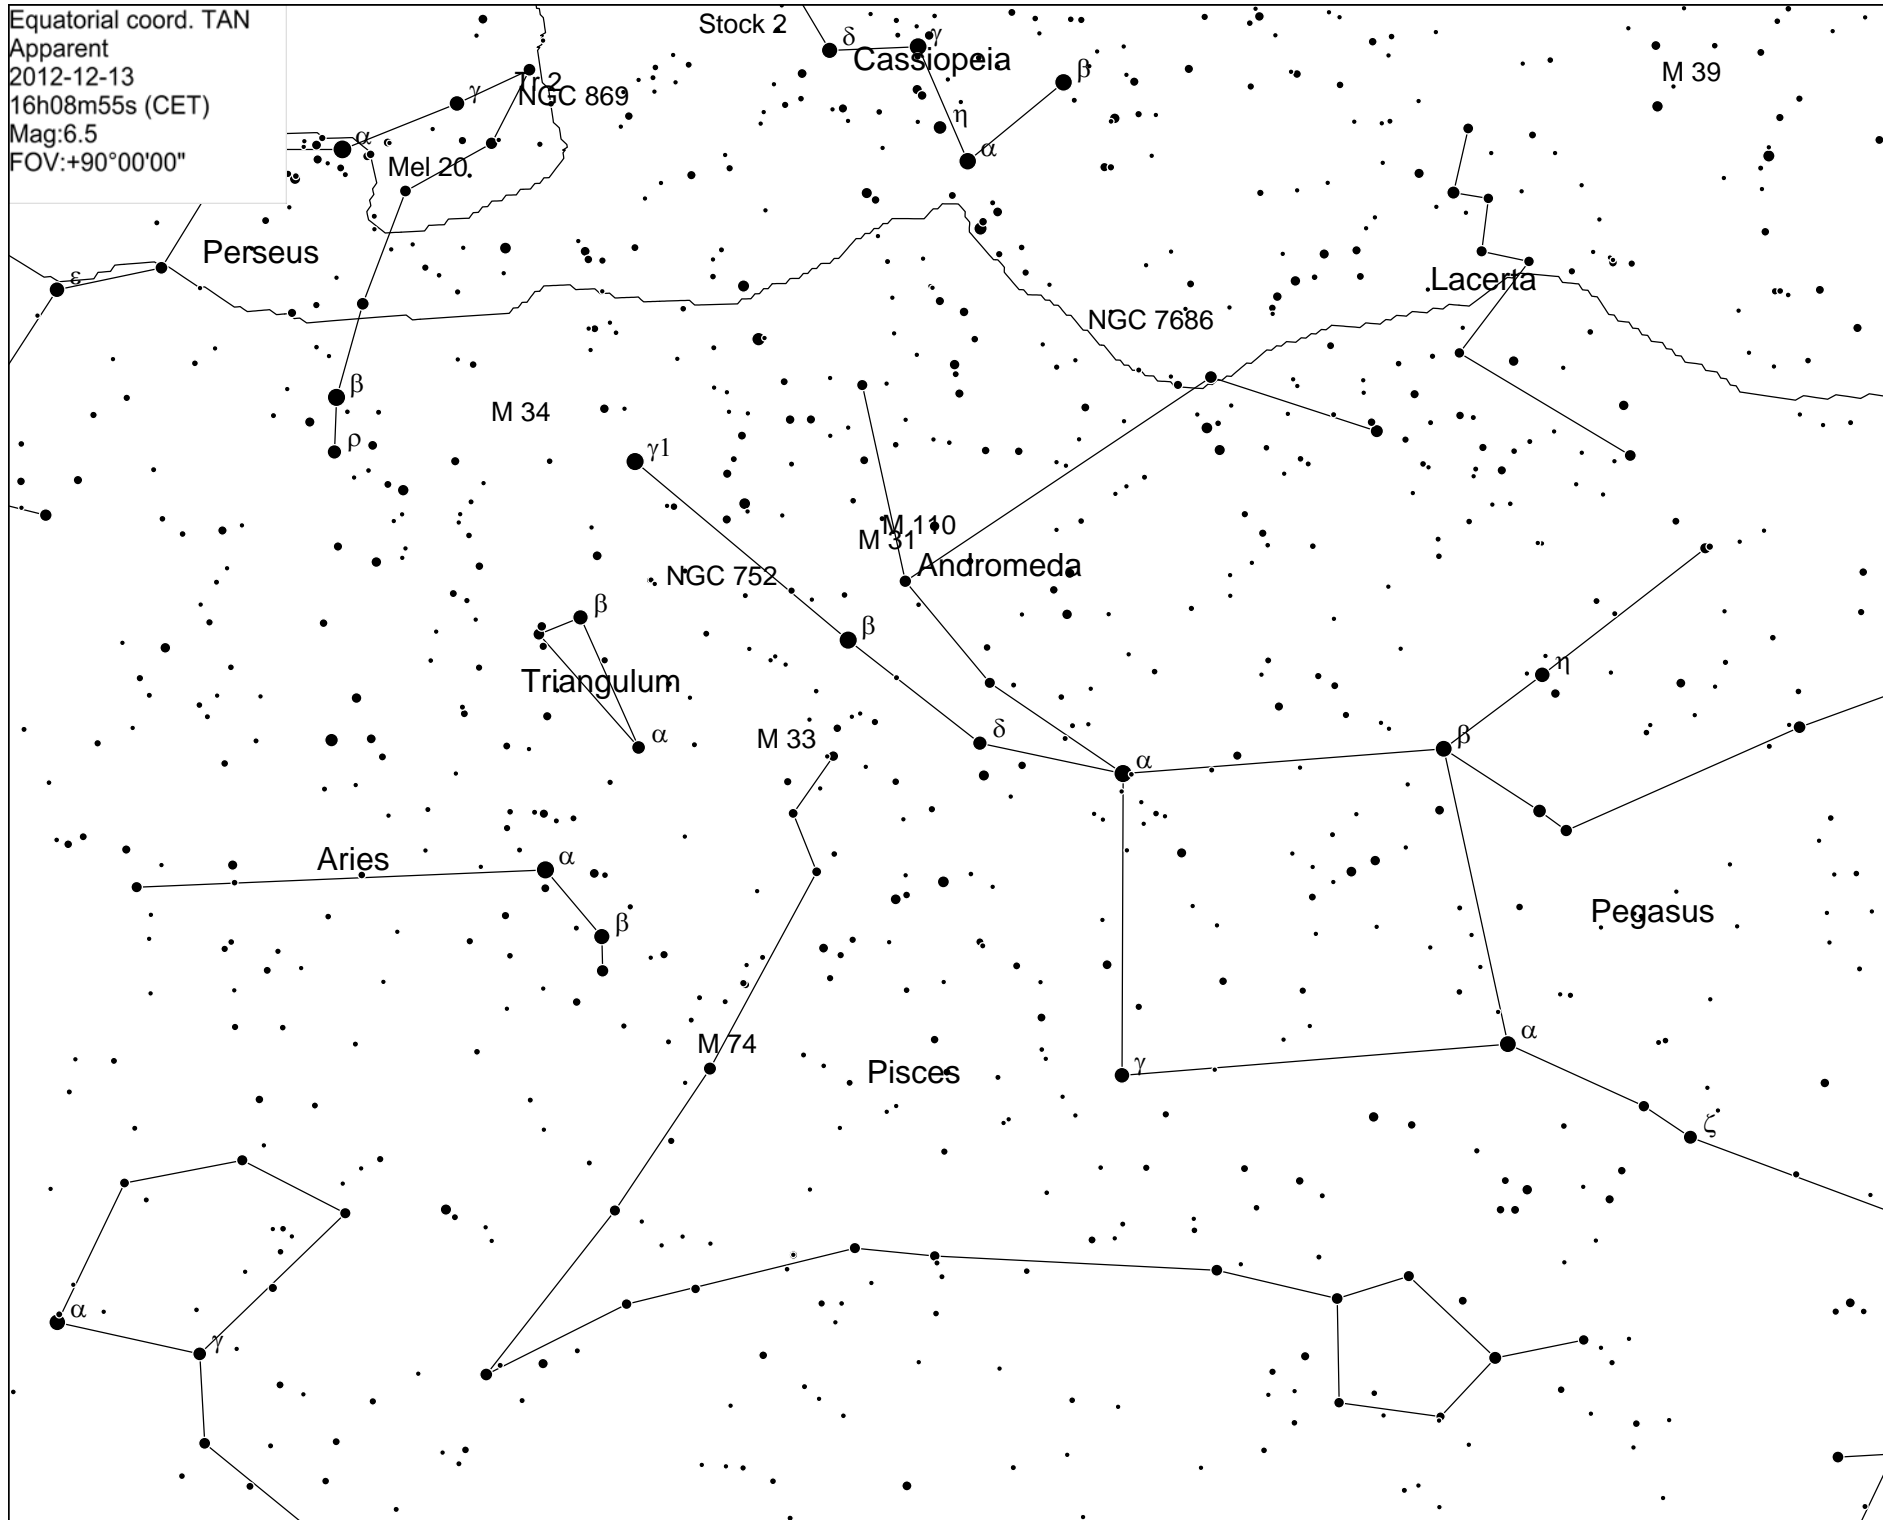 Equatorial coord. TAN
Apparent
2012-12-13
16h08m55s (CET)
Mag:6.5
FOV:+90°00'00"
Stock 2
δ
γ
Cassiopeia
β
M 39
Tr 2
γ
NGC 869
η
α
α
Mel 20
Perseus
ε
Lacerta
NGC 7686
β
M 34
ρ
γ1
M 110
M 31
Andromeda
NGC 752
β
β
η
Triangulum
δ
α
M 33
β
α
Aries
α
Pegasus
β
α
M 74
Pisces
γ
ζ
α
γ